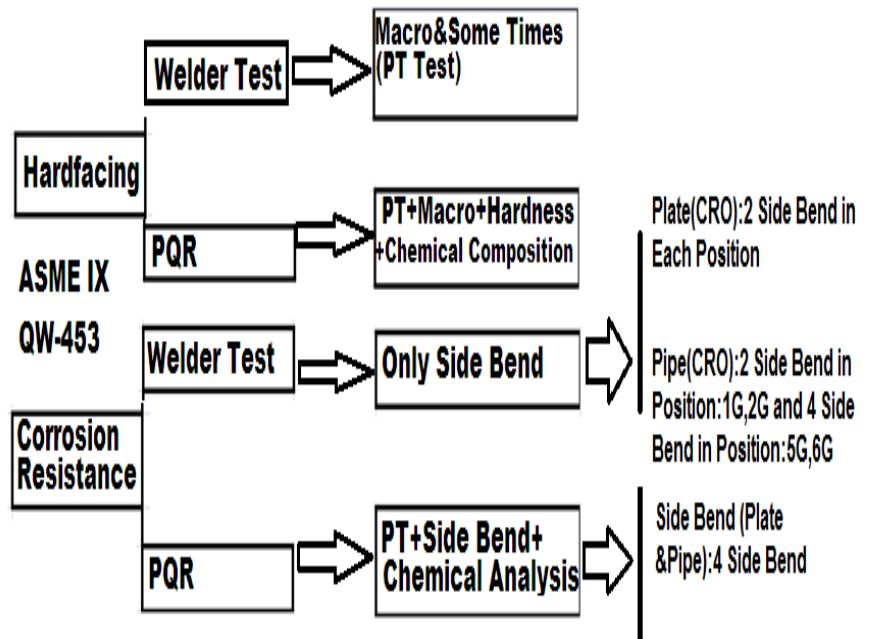 Hardfacing
ASME IX
QW-453
Corrosion
Resistance
Welder Test
PQR
Welder Test
PQR
Macro&Some Times
(PT Test)
PT+Macro+Hardness
+Chemical Composition
Only Side Bend
PT+Side Bend+
Chemical Analysis
Plate(CRO):2 Side Bend in
Each Position
Pipe(CRO):2 Side Bend in
Position:1G,2G and 4 Side
Bend in Position:5G,6G
Side Bend (Plate
&Pipe):4 Side Bend